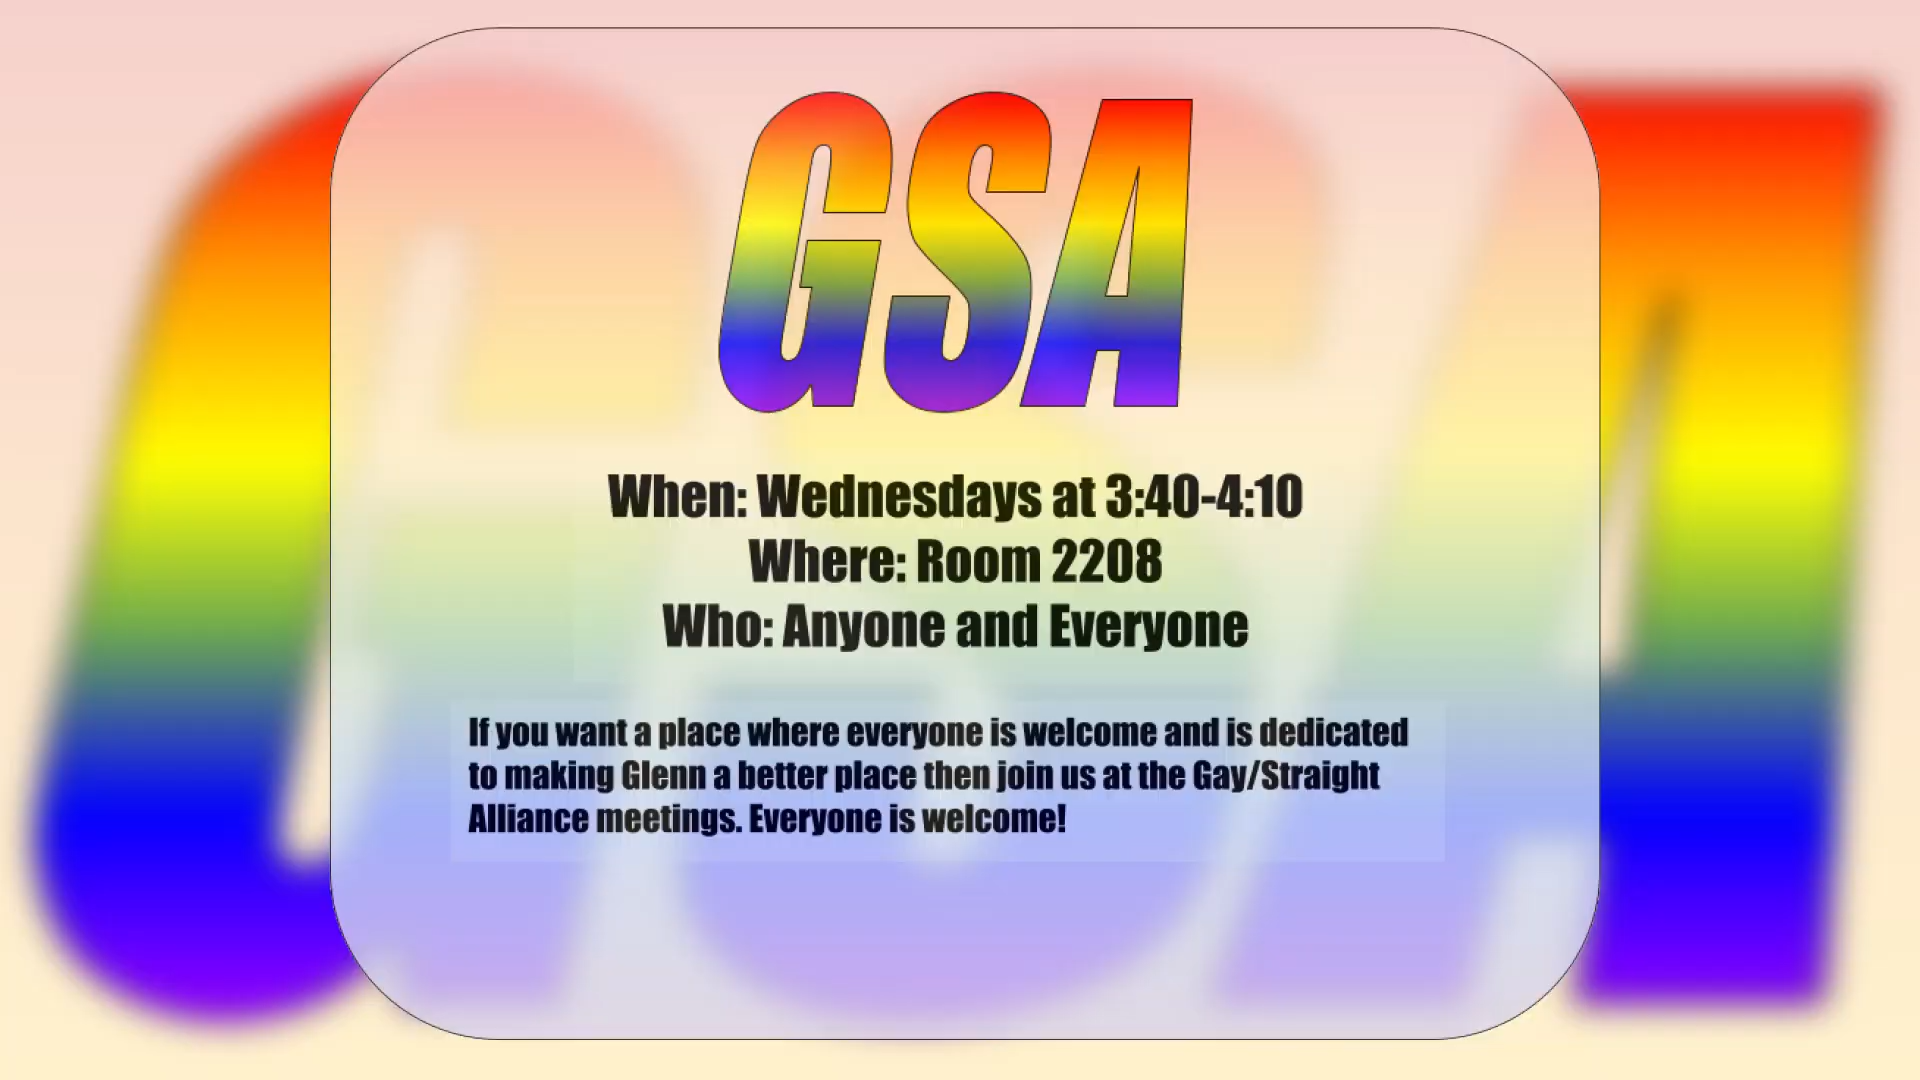 GSA
When: Wednesdays at 3:40-4:10
Where: Room 2208
Who: Anyone and Everyone
If you want a place where everyone is welcome and is dedicated
to making Glenn a better place then join us at the Gay/Straight
Alliance meetings. Everyone is welcome!